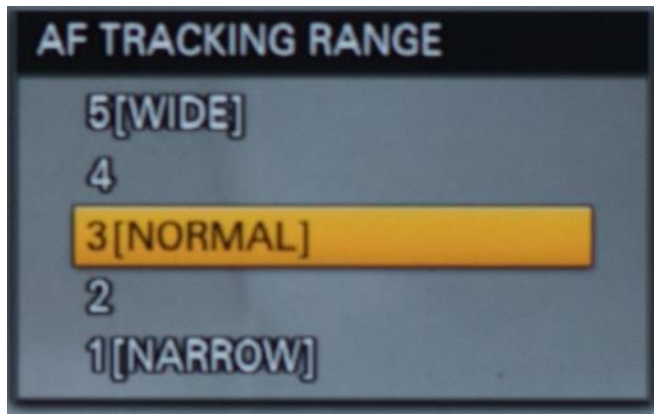 AF TRACKING RANGE
5[WIDE]
4
3[NORMAL]
2
1[NARROW]